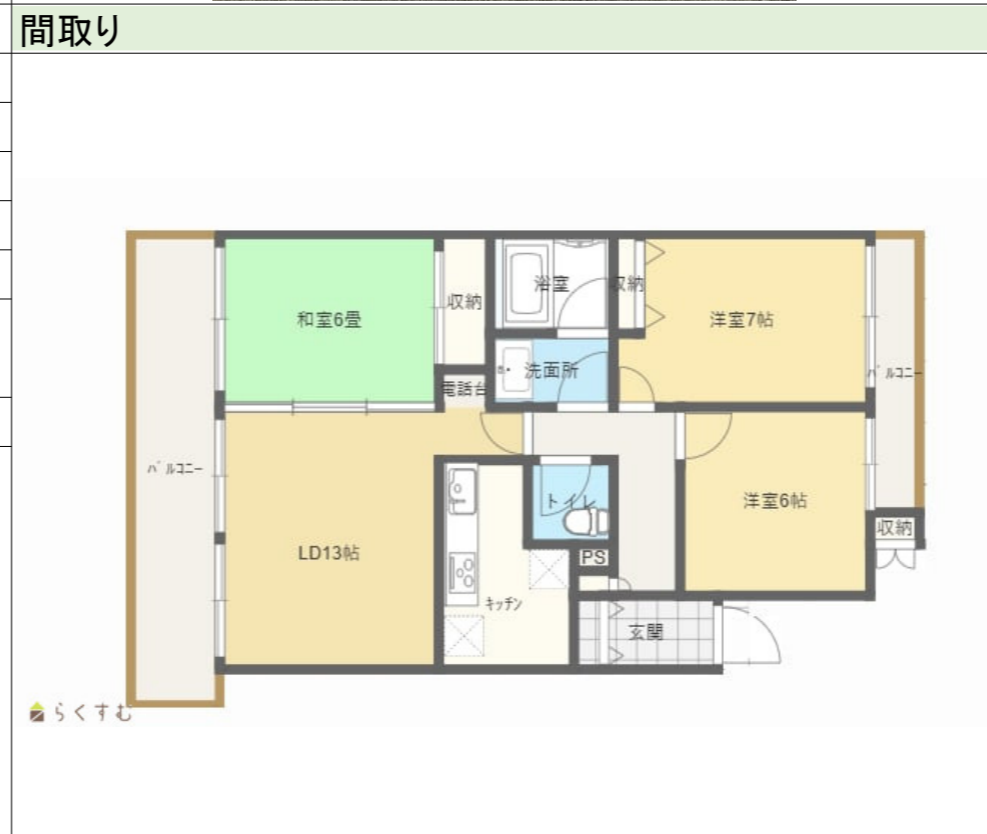 間取り
和室6畳
収納
浴室
収納
洋室7帖
洗面所
バルコニー
電話台
バルコニー
トイレ
洋室6帖
収納
LD13帖
PS
キッチン
玄関
らくすむ